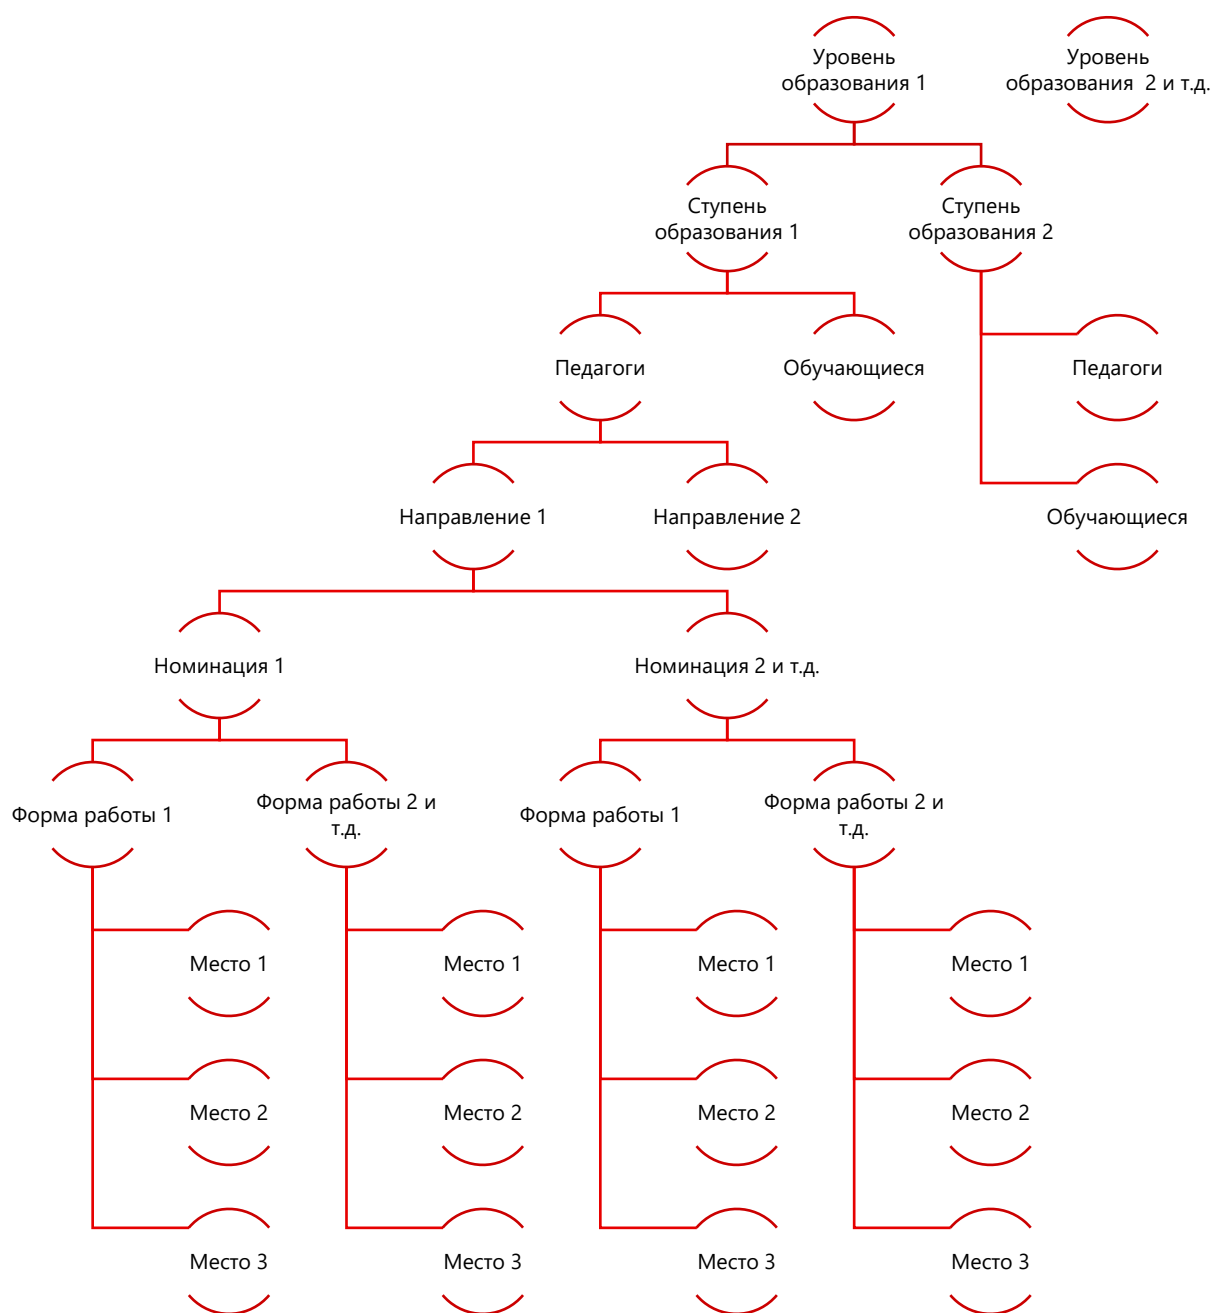 Уровень
образования 1
Уровень
образования 2 и т.д.
Ступень
образования 1
Ступень
образования 2
Педагоги
Обучающиеся
Педагоги
Направление 1
Направление 2
Обучающиеся
Номинация 1
Номинация 2 и т.д.
Форма работы 1
Форма работы 2 и
т.д.
Форма работы 1
Форма работы 2 и
т.д.
Место 1
Место 1
Место 1
Место 1
Место 2
Место 2
Место 2
Место 2
Место 3
Место 3
Место 3
Место 3